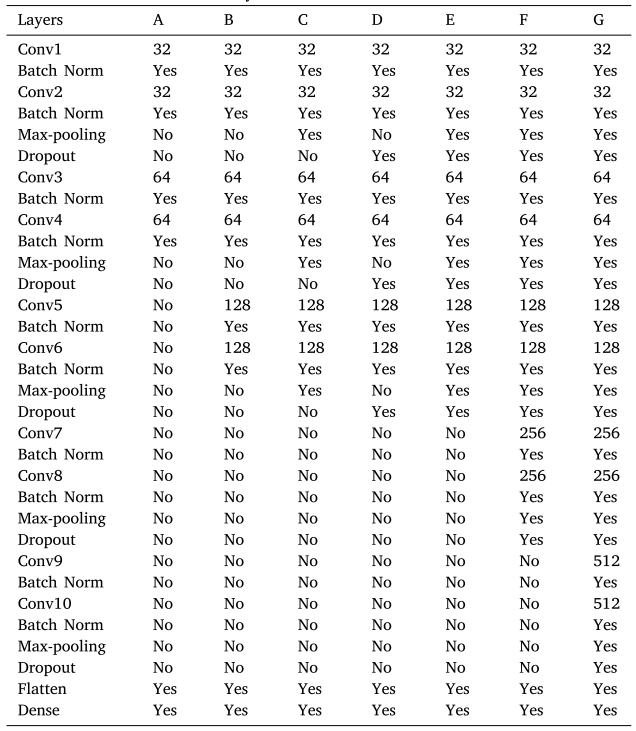 Layers A B C D E F G
Conv1 32 32 32 32 32 32 32
Batch Norm Yes Yes Yes Yes Yes Yes Yes
Conv2 32 32 32 32 32 32 32
Batch Norm Yes Yes Yes Yes Yes Yes Yes
Max-pooling No No Yes No Yes Yes Yes
Dropout No No No Yes Yes Yes Yes
Conv3 64 64 64 64 64 64 64
Batch Norm Yes Yes Yes Yes Yes Yes Yes
Conv4 64 64 64 64 64 64 64
Batch Norm Yes Yes Yes Yes Yes Yes Yes
Max-pooling No No Yes No Yes Yes Yes
Dropout No No No Yes Yes Yes Yes
Conv5 No 128 128 128 128 128 128
Batch Norm No Yes Yes Yes Yes Yes Yes
Conv6 No 128 128 128 128 128 128
Batch Norm No Yes Yes Yes Yes Yes Yes
Max-pooling No No Yes No Yes Yes Yes
Dropout No No No Yes Yes Yes Yes
Conv7 No No No No No 256 256
Batch Norm No No No No No Yes Yes
Conv8 No No No No No 256 256
Batch Norm No No No No No Yes Yes
Max-pooling No No No No No Yes Yes
Dropout No No No No No Yes Yes
Conv9 No No No No No No 512
Batch Norm No No No No No No Yes
Conv10 No No No No No No 512
Batch Norm No No No No No No Yes
Max-pooling No No No No No No Yes
Dropout No No No No No No Yes
Flatten Yes Yes Yes Yes Yes Yes Yes
Dense Yes Yes Yes Yes Yes Yes Yes